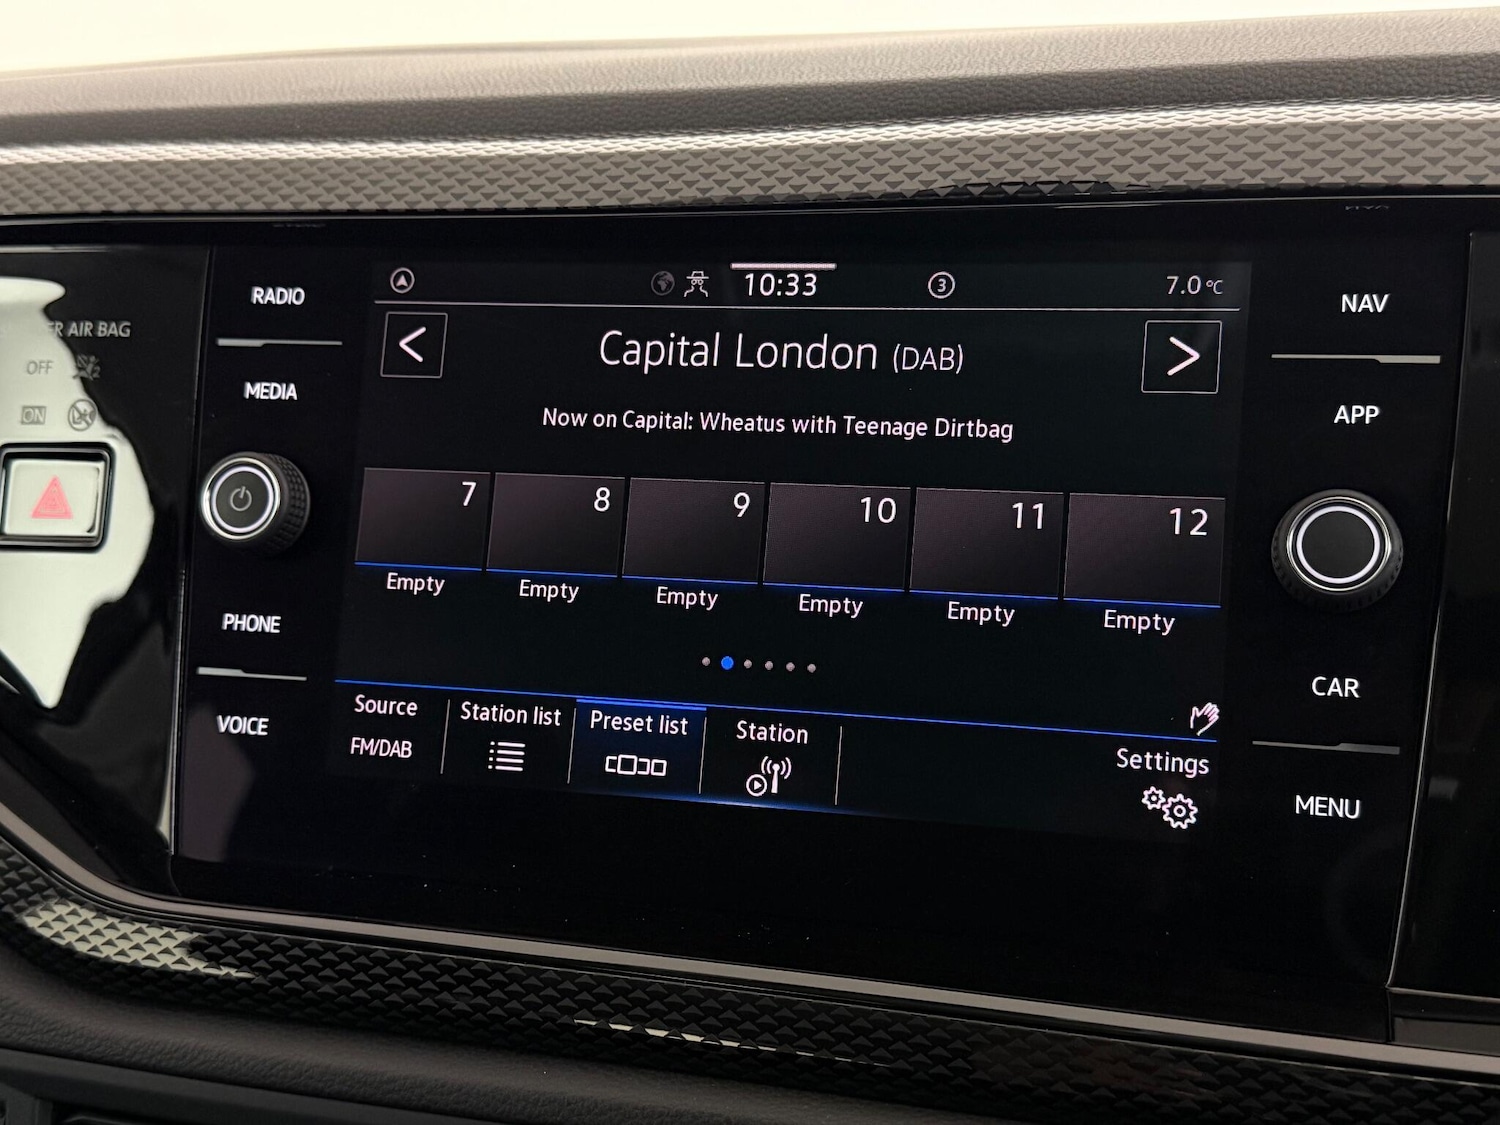 RADIO
MEDIA
PHONE
VOICE
ER AIR BAG
OFF
ON
10:33
3
7.0 °C
<
Capital London (DAB)
>
Now on Capital: Wheatus with Teenage Dirtbag
7
8
9
10
11
12
Empty
Empty
Empty
Empty
Empty
Empty
Source
FM/DAB
Station list
Preset list
Station
Settings
NAV
APP
CAR
MENU